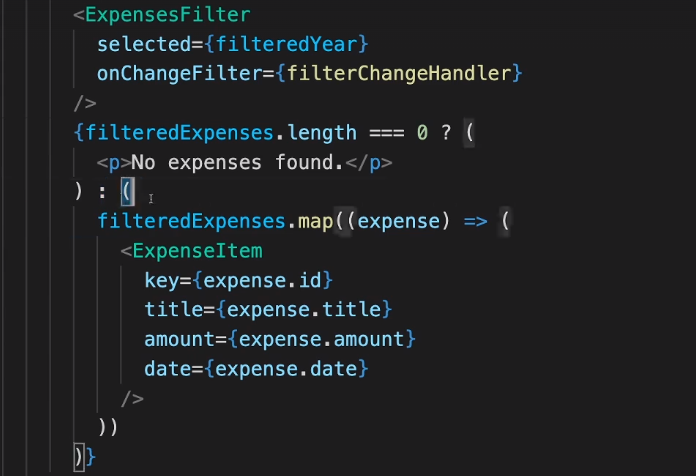 <ExpensesFilter
selected={filteredYear}
onChangeFilter={filterChangeHandler}
/>
{filteredExpenses.length === 0 ? (
<p>No expenses found.</p>
) : (
filteredExpenses.map((expense) => (
<ExpenseItem
key={expense.id}
title={expense.title}
amount={expense.amount}
date={expense.date}
/>
))
)}